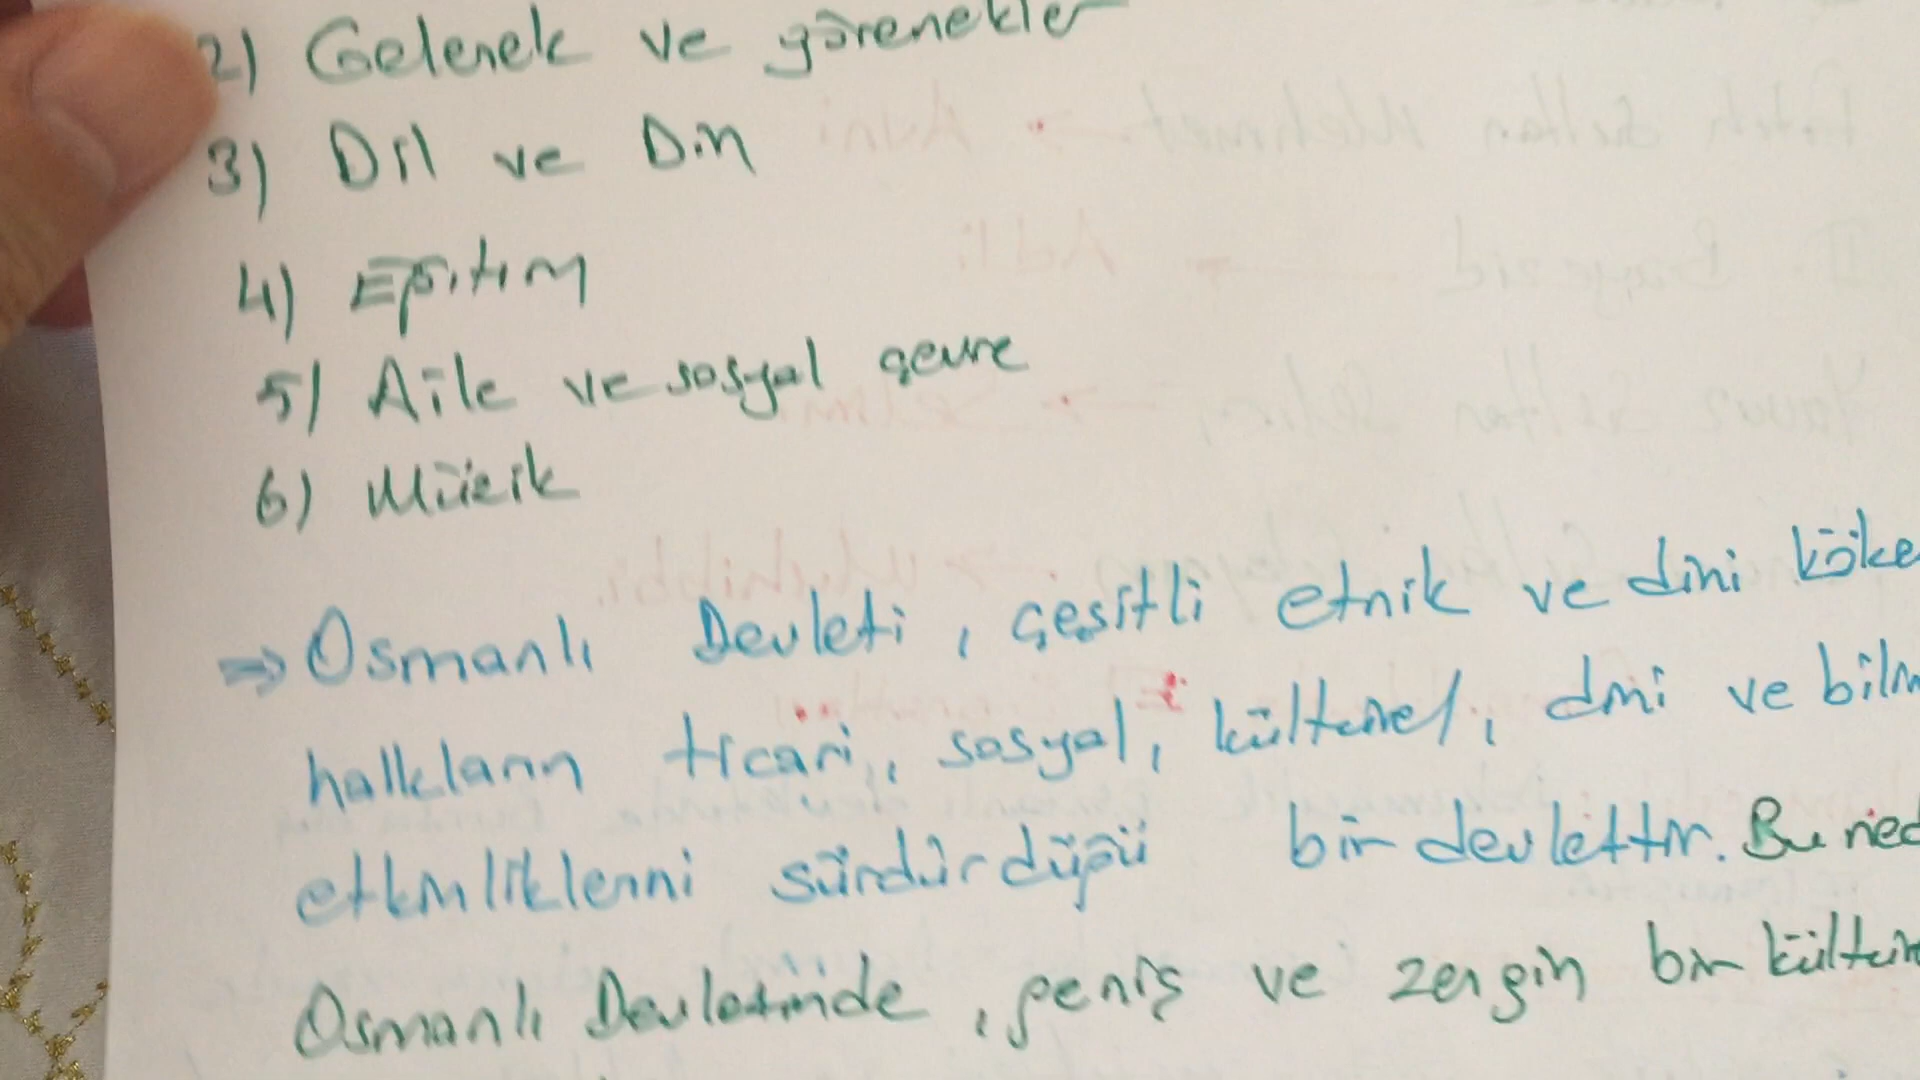 2) Gelenek ve görenekler
3) Dil ve Din
4) Eğitim
5) Aile ve sosyal çevre
6) Müzik
⇒ Osmanlı Devleti, çeşitli etnik ve dini köke
halkların ticari, sosyal, kültürel, dini ve bilm
etkinliklerini sürdürdüğü bir devlettir. Bu ned
Osmanlı Devletinde, geniş ve zengin bir kültür